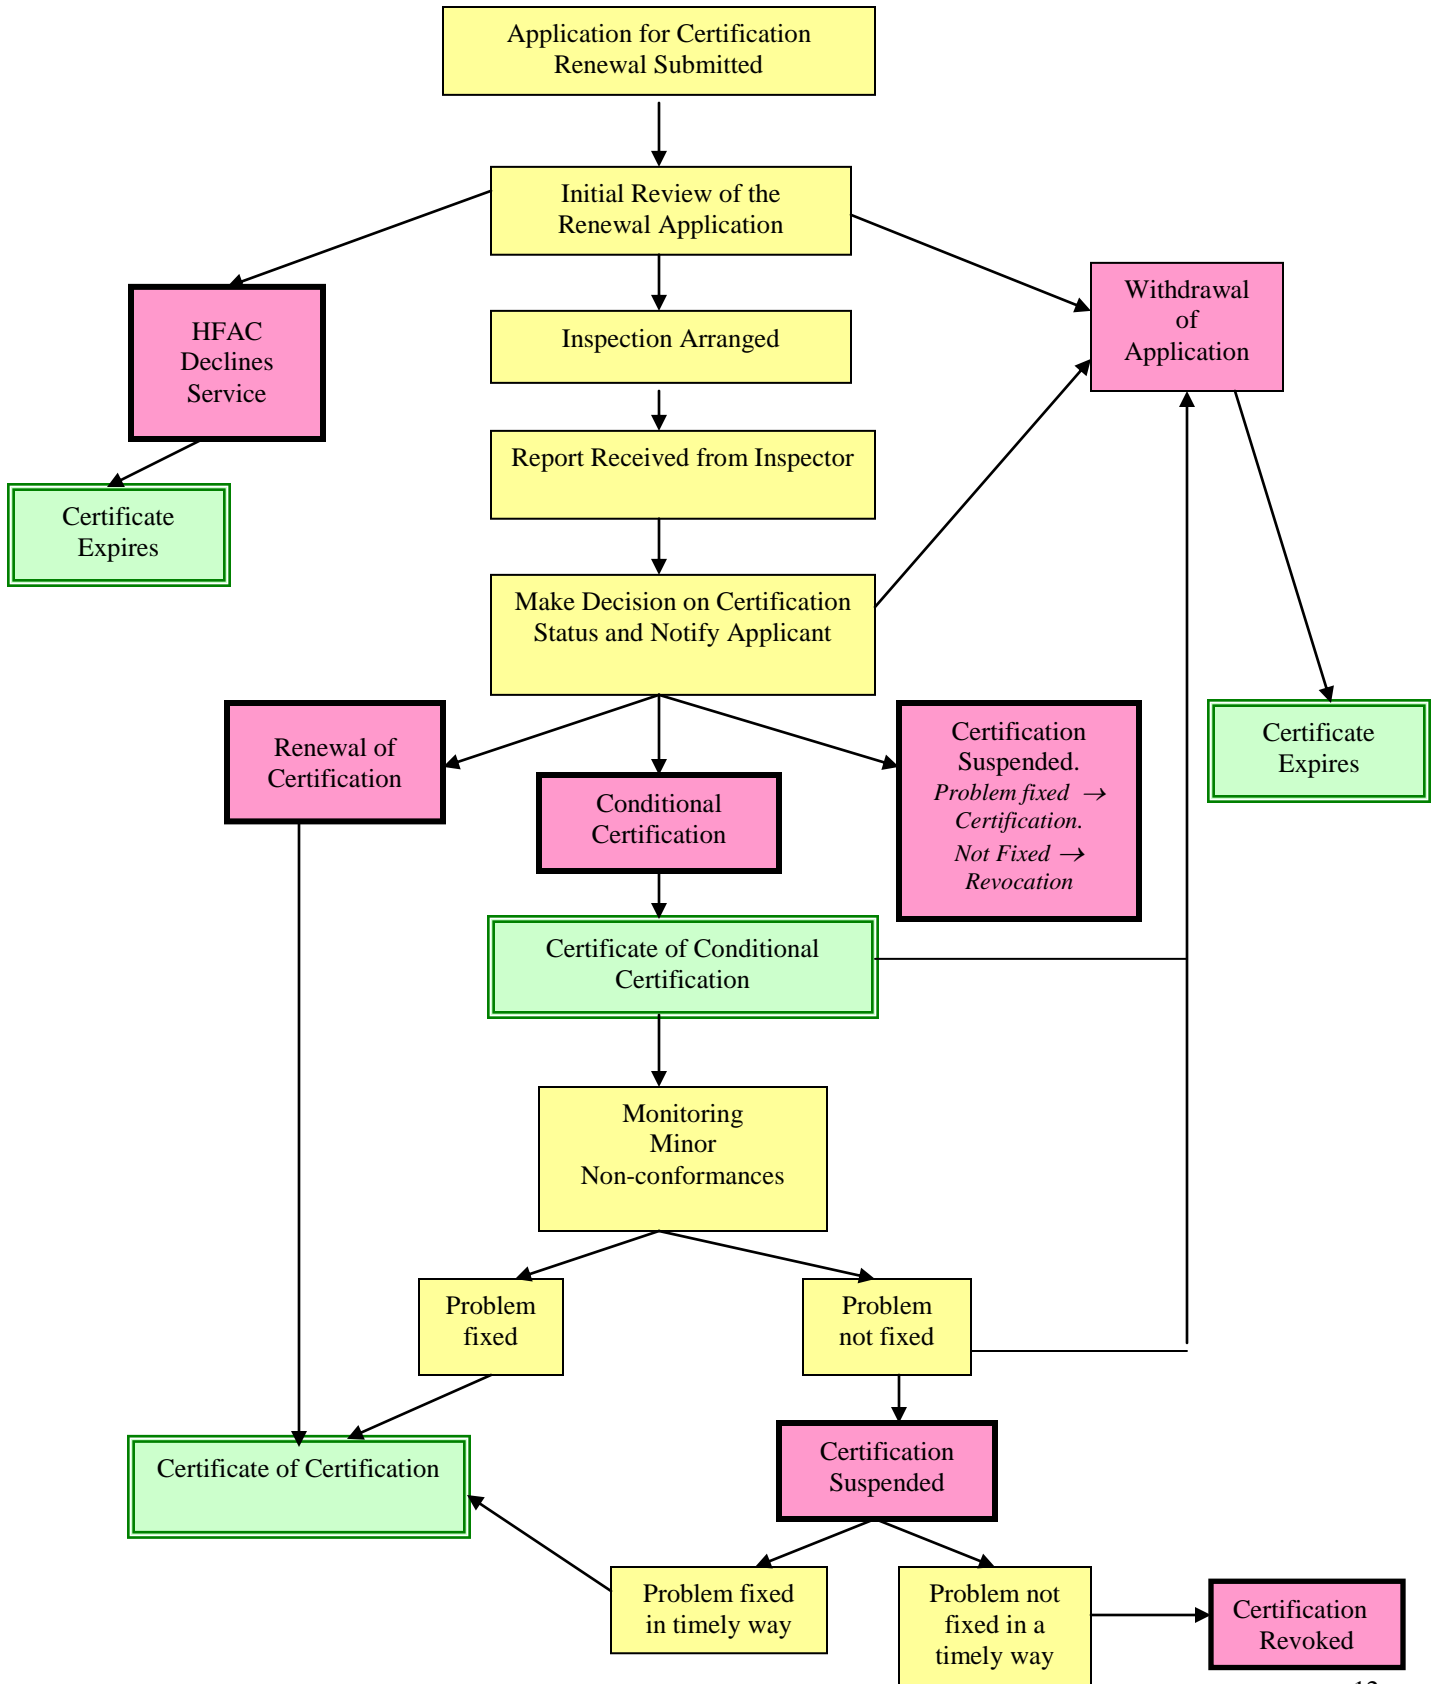 Application for Certification
Renewal Submitted
Initial Review of the
Renewal Application
Withdrawal
of
Application
HFAC
Declines
Service
Inspection Arranged
Report Received from Inspector
Certificate
Expires
Make Decision on Certification
Status and Notify Applicant
Renewal of
Certification
Conditional
Certification
Certification
Suspended.
Problem fixed →
Certification.
Not Fixed →
Revocation
Certificate
Expires
Certificate of Conditional
Certification
Monitoring
Minor
Non-conformances
Problem
fixed
Problem
not fixed
Certificate of Certification
Certification
Suspended
Problem fixed
in timely way
Problem not
fixed in a
timely way
Certification
Revoked